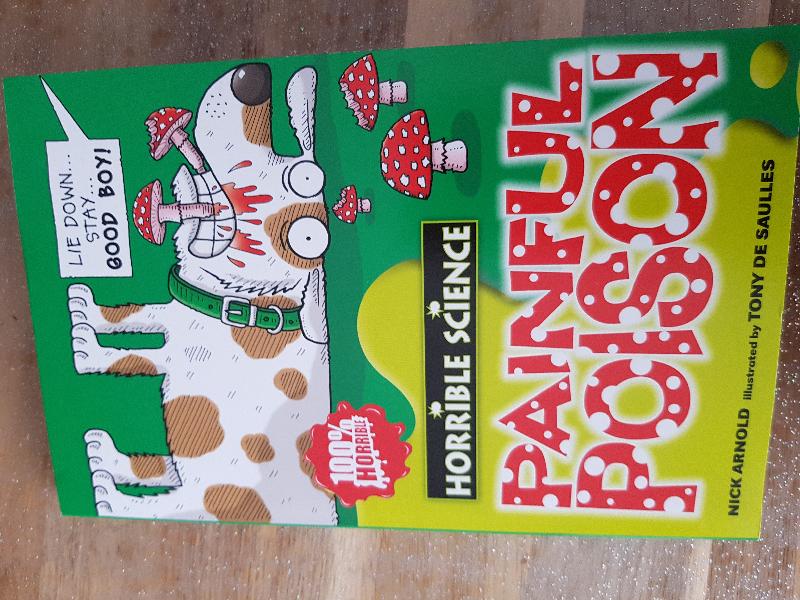 LIE DOWN...
STAY...
GOOD BOY!
100%
HORRIBLE
HORRIBLE SCIENCE
PAINFUL
POISON
NICK ARNOLD illustrated by TONY DE SAULLES